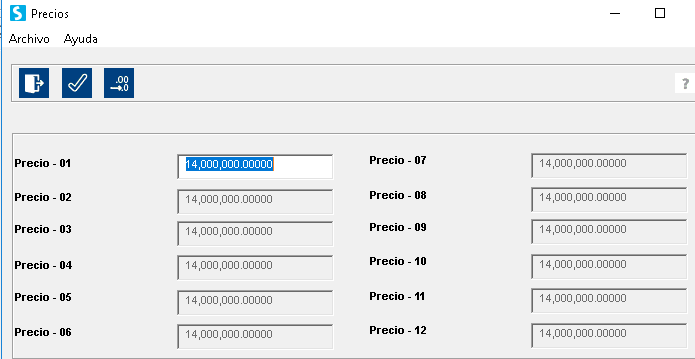 S Precios
Archivo Ayuda
.00
.0
?
Precio - 01 14,000,000.00000
Precio - 07 14,000,000.00000
Precio - 02 14,000,000.00000
Precio - 08 14,000,000.00000
Precio - 03 14,000,000.00000
Precio - 09 14,000,000.00000
Precio - 04 14,000,000.00000
Precio - 10 14,000,000.00000
Precio - 05 14,000,000.00000
Precio - 11 14,000,000.00000
Precio - 06 14,000,000.00000
Precio - 12 14,000,000.00000